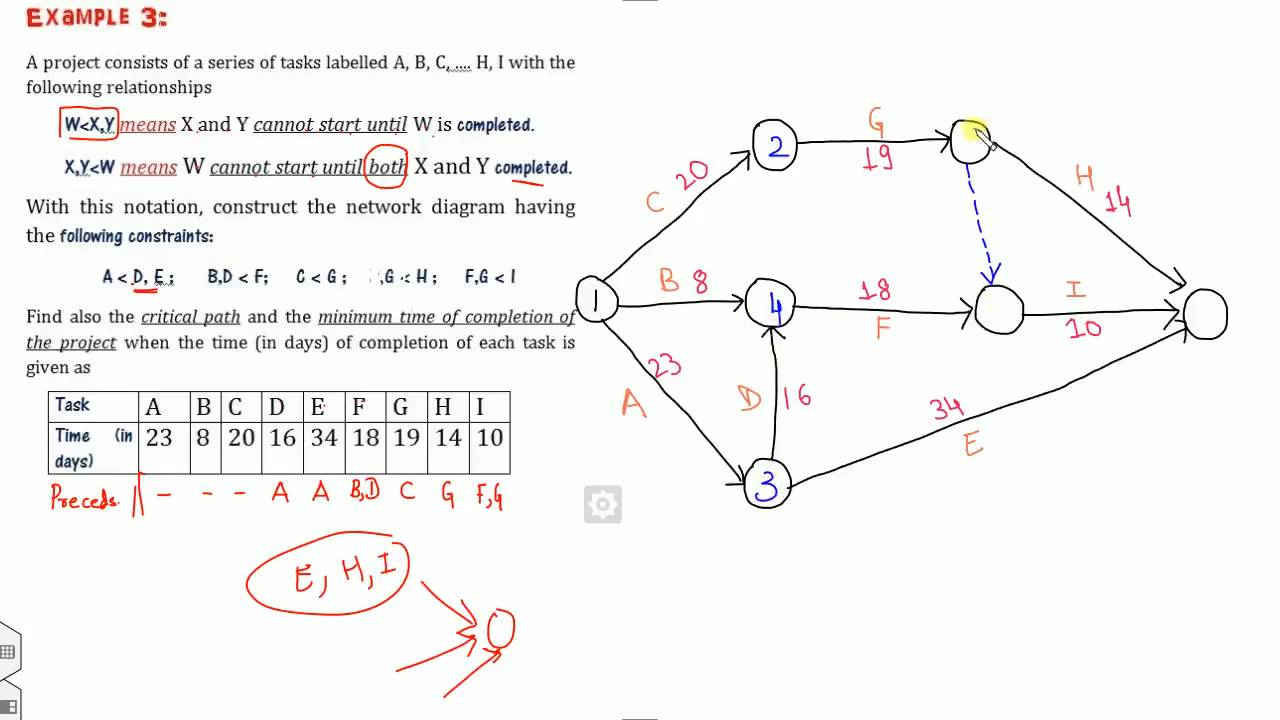 EXAMPLE 3:
A project consists of a series of tasks labelled A, B, C, .... H, I with the
following relationships
W<X,Y means X and Y cannot start until W is completed.
X,Y<W means W cannot start until both X and Y completed.
With this notation, construct the network diagram having
the following constraints:
A < D, E ; B,D < F; C < G ; ,G < H ; F,G < I
Find also the critical path and the minimum time of completion of
the project when the time (in days) of completion of each task is
given as
Task A B C D E F G H I
Time (in days) 23 8 20 16 34 18 19 14 10
Preceds. - - - A A B,D C G F,G
E, H, I
G
2
19
C 20
H
14
1
B 8
4
18
F
I
10
A 23
D 16
34
E
3